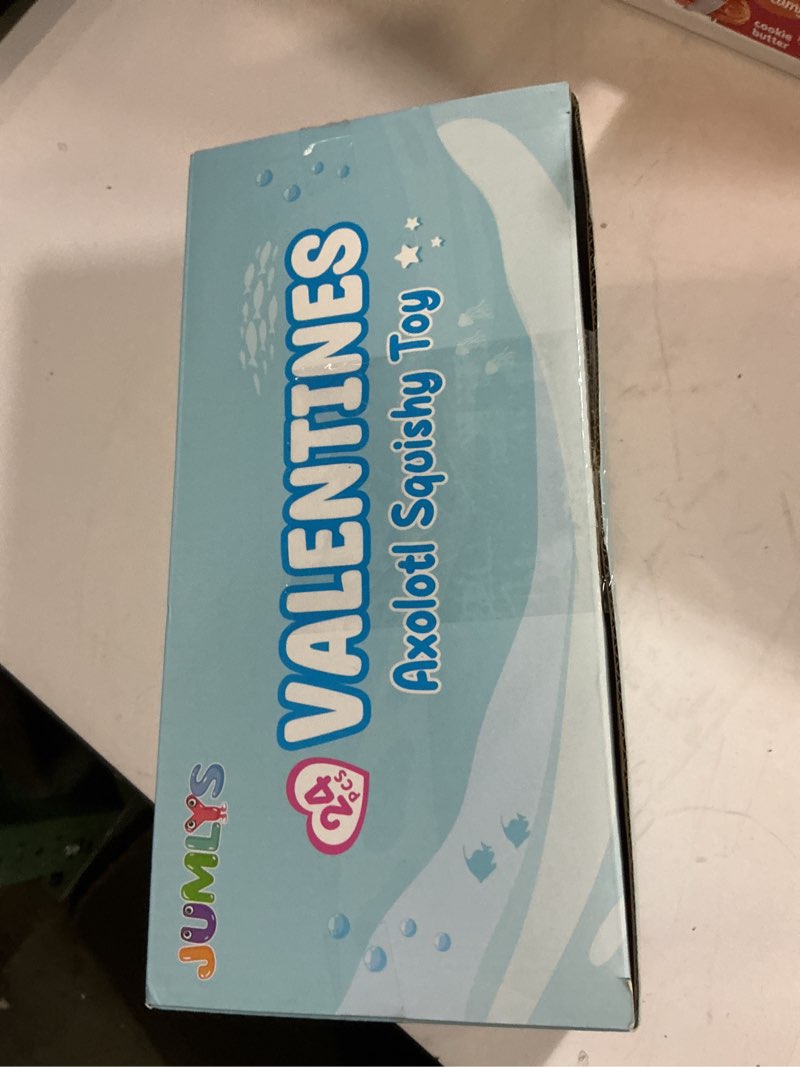 JUMLYS
24
PCS
VALENTINES
Axolotl Squishy Toy
cookie
butter